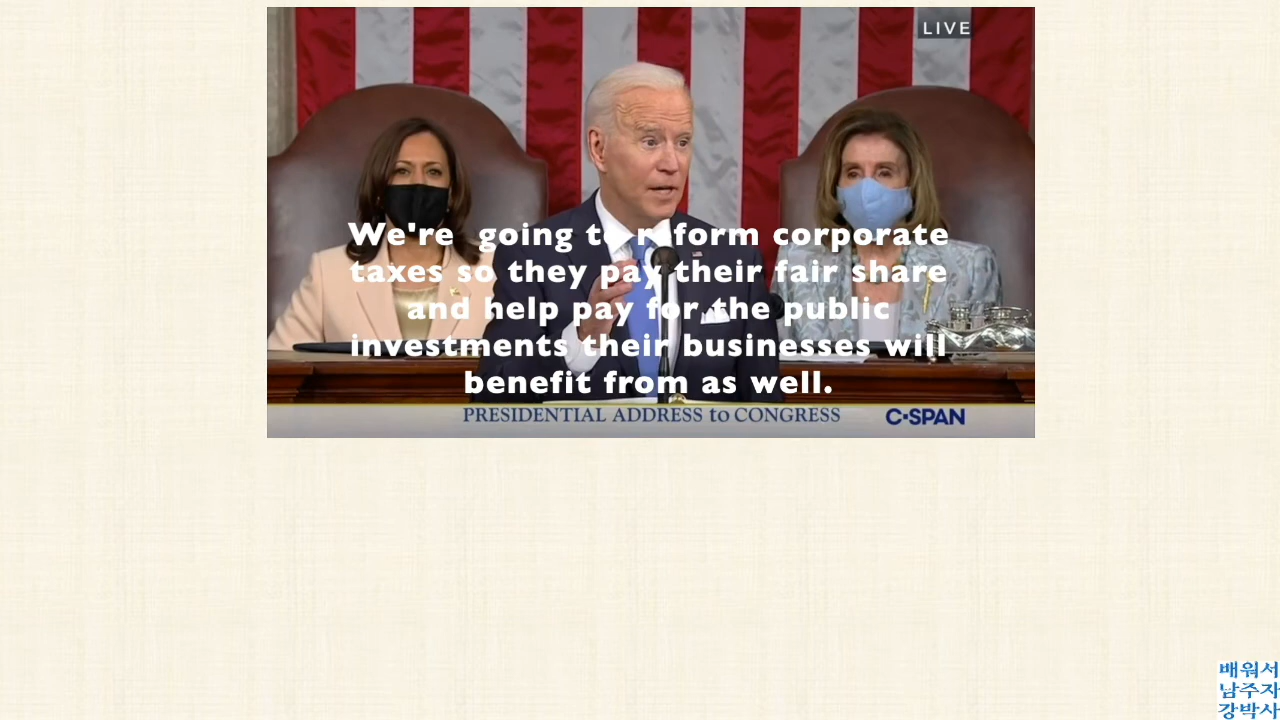 LIVE
We're going to reform corporate
taxes so they pay their fair share
and help pay for the public
investments their businesses will
benefit from as well.
PRESIDENTIAL ADDRESS to CONGRESS
C-SPAN
배워서
남주자
강박사